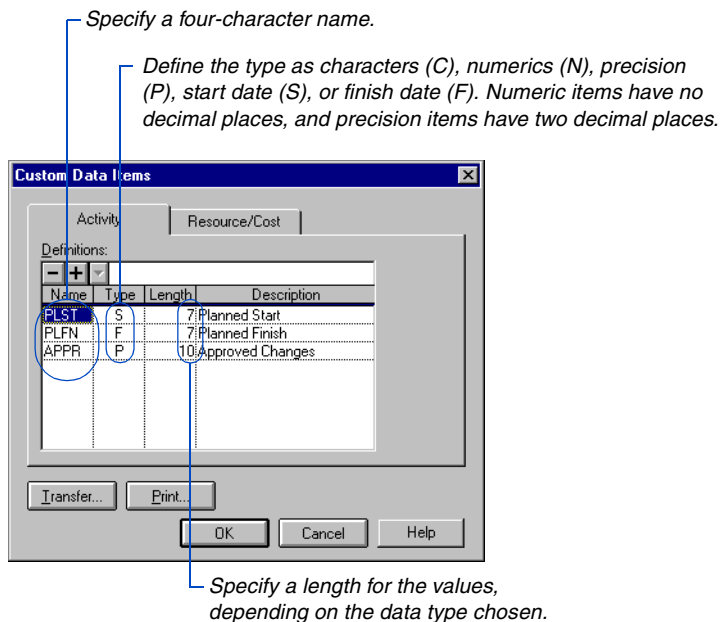 Specify a four-character name.
Define the type as characters (C), numerics (N), precision
(P), start date (S), or finish date (F). Numeric items have no
decimal places, and precision items have two decimal places.
Custom Data Items
Activity Resource/Cost
Definitions:
Name Type Length Description
PLST S 7 Planned Start
PLFN F 7 Planned Finish
APPR P 10 Approved Changes
Transfer... Print...
OK Cancel Help
Specify a length for the values,
depending on the data type chosen.